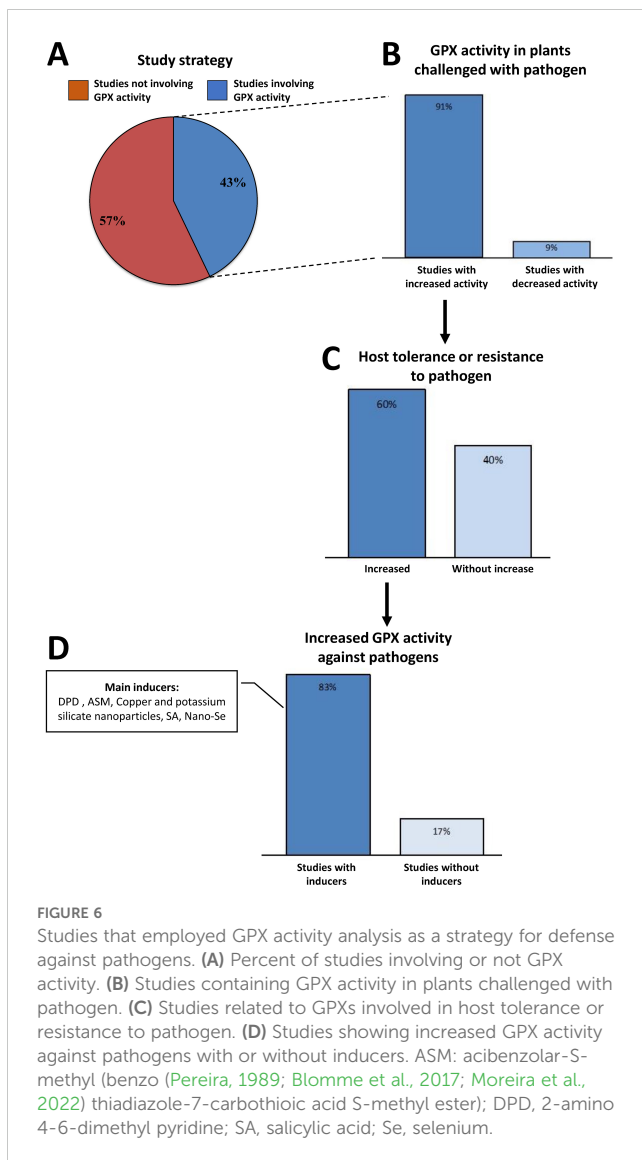 A
Study strategy
Studies not involving
GPX activity
Studies involving
GPX activity
43%
57%
B
GPX activity in plants
challenged with pathogen
91%
9%
Studies with
increased activity
Studies with
decreased activity
C
Host tolerance or resistance
to pathogen
60%
40%
Increased
Without increase
D
Increased GPX activity
against pathogens
Main inducers:
DPD , ASM, Copper and potassium
silicate nanoparticles, SA, Nano-Se
83%
17%
Studies with
inducers
Studies without
inducers
FIGURE 6
Studies that employed GPX activity analysis as a strategy for defense
against pathogens. (A) Percent of studies involving or not GPX
activity. (B) Studies containing GPX activity in plants challenged with
pathogen. (C) Studies related to GPXs involved in host tolerance or
resistance to pathogen. (D) Studies showing increased GPX activity
against pathogens with or without inducers. ASM: acibenzolar-S-
methyl (benzo (Pereira, 1989; Blomme et al., 2017; Moreira et al.,
2022) thiadiazole-7-carbothioic acid S-methyl ester); DPD, 2-amino
4-6-dimethyl pyridine; SA, salicylic acid; Se, selenium.